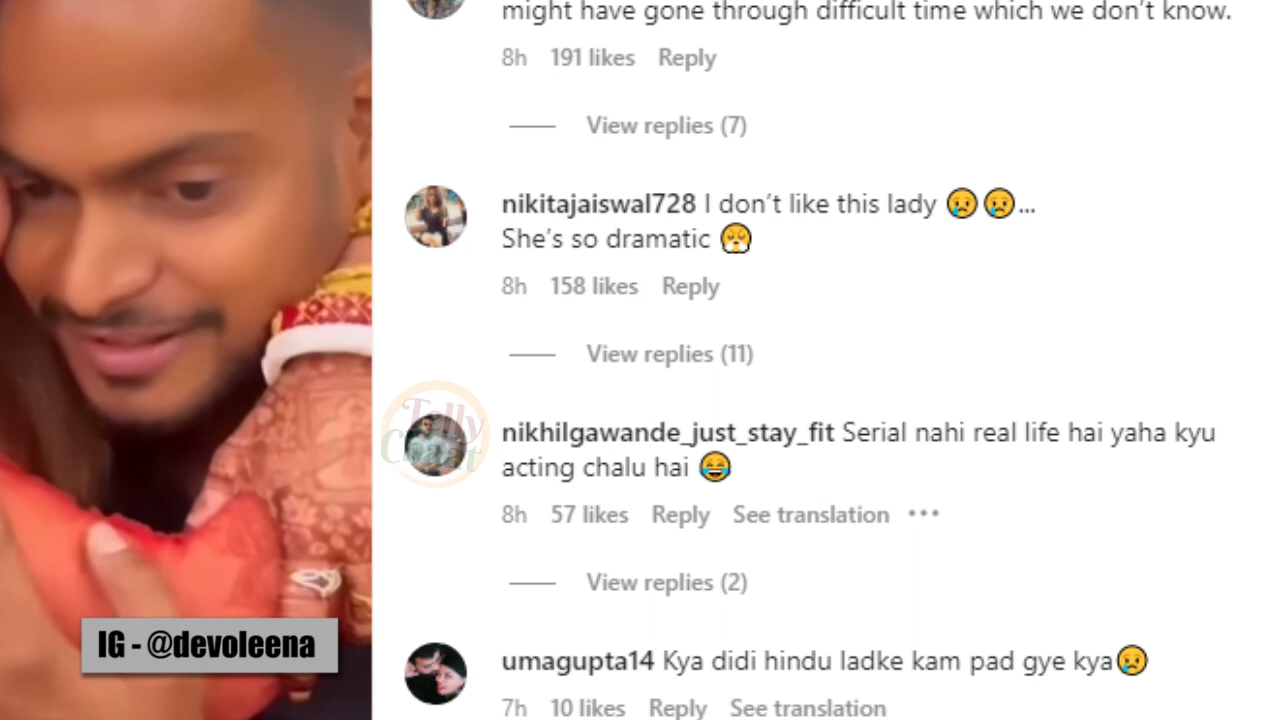 might have gone through difficult time which we don't know.
8h 191 likes Reply
View replies (7)
nikitajaiswal728 I don't like this lady 😢😢...
She's so dramatic 😤
8h 158 likes Reply
View replies (11)
Telly Chat
nikhilgawande_just_stay_fit Serial nahi real life hai yaha kyu
acting chalu hai 😂
8h 57 likes Reply See translation •••
View replies (2)
IG - @devoleena
umagupta14 Kya didi hindu ladke kam pad gye kya😢
7h 10 likes Reply See translation